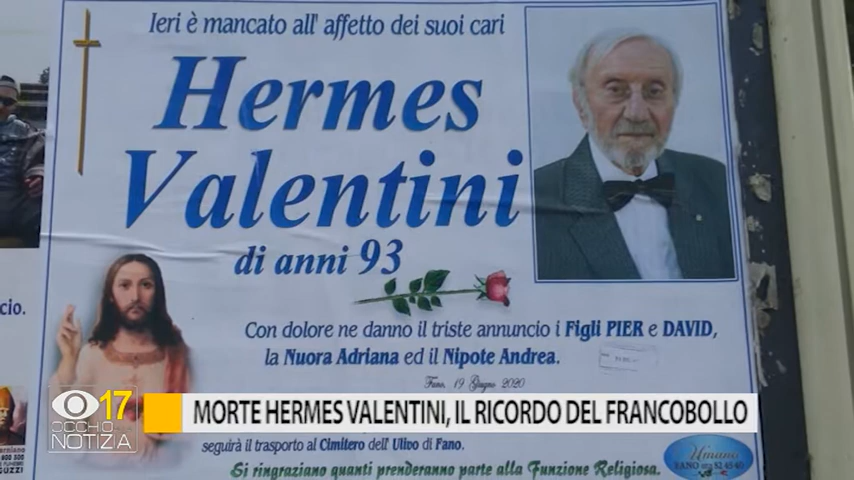 Ieri è mancato all' affetto dei suoi cari
Hermes
Valentini
di anni 93
cio.
Con dolore ne danno il triste annuncio i Figli PIER e DAVID,
la Nuora Adriana ed il Nipote Andrea.
Fano, 19 Giugno 2020
17
OCCHIO
NOTIZIA
MORTE HERMES VALENTINI, IL RICORDO DEL FRANCOBOLLO
seguirà il trasporto al Cimitero dell' Ulivo di Fano.
Si ringraziano quanti prenderanno parte alla Funzione Religiosa.
GUZZI